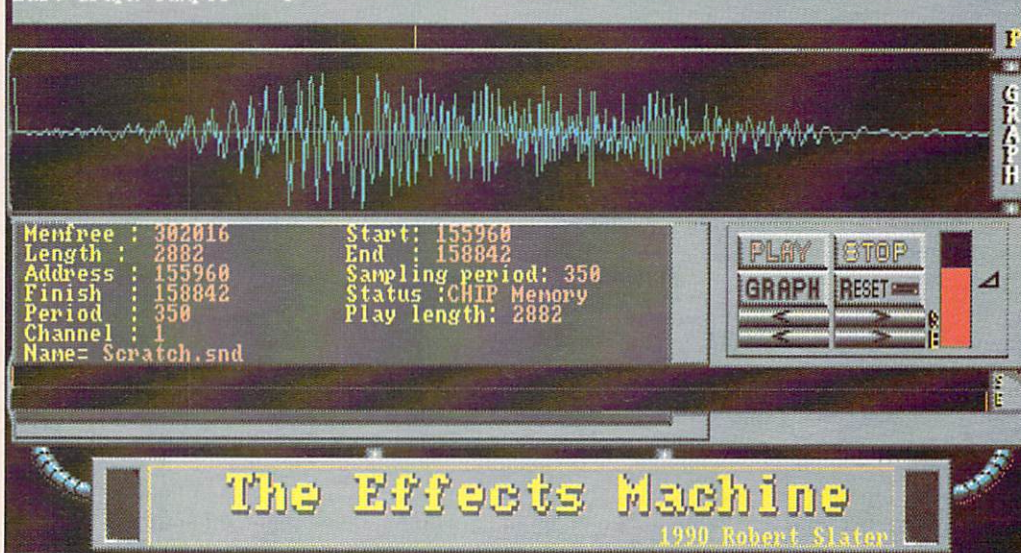 P
GRAPH
Memfree : 302016
Length : 2882
Address : 155960
Finish : 158842
Period : 350
Channel : 1
Name= Scratch.snd
Start: 155960
End : 158842
Sampling period: 350
Status :CHIP Memory
Play length: 2882
PLAY STOP
GRAPH RESET
< >
< >
S
E
The Effects Machine
1990 Robert Slater